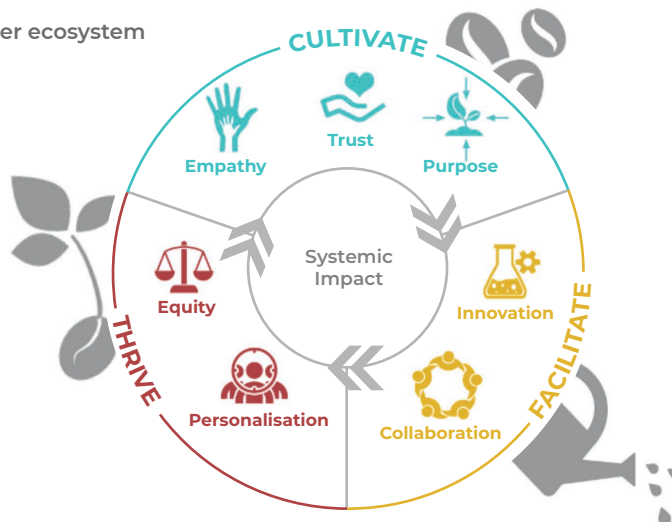 er ecosystem
CULTIVATE
Empathy
Trust
Purpose
Systemic
Impact
Equity
Innovation
THRIVE
FACILITATE
Personalisation
Collaboration